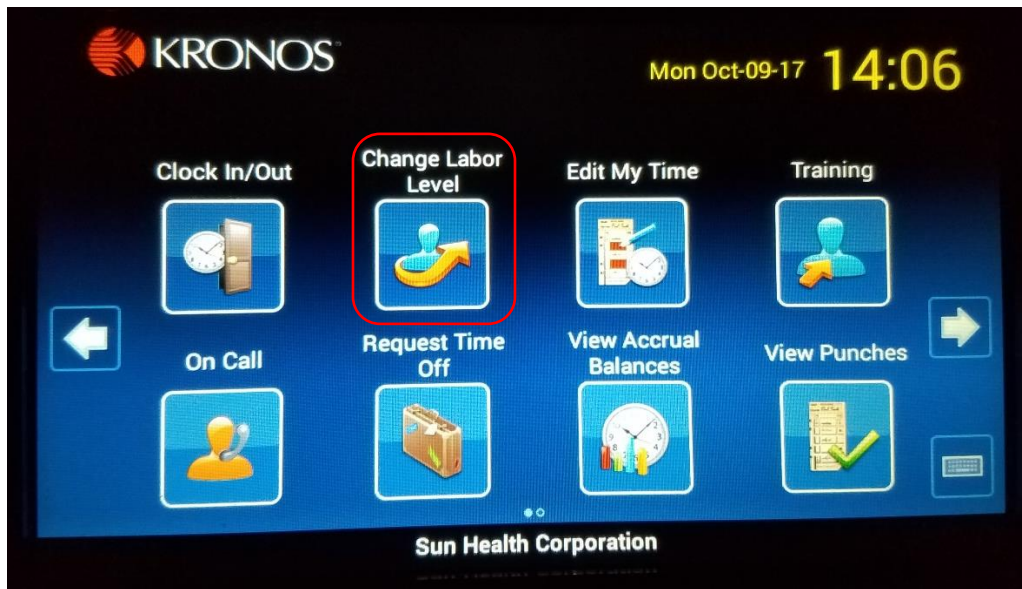 KRONOS
Mon Oct-09-17 14:06
Clock In/Out
Change Labor
Level
Edit My Time
Training
On Call
Request Time
Off
View Accrual
Balances
View Punches
Sun Health Corporation